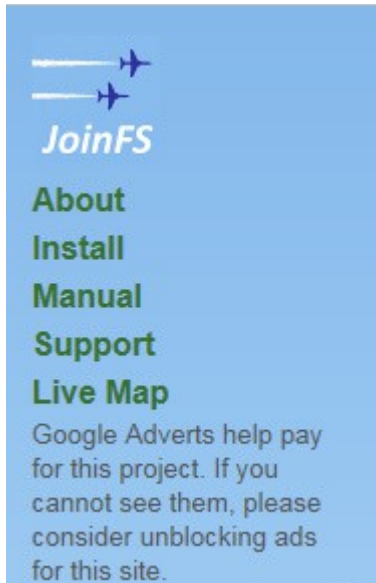 JoinFS
About
Install
Manual
Support
Live Map
Google Adverts help pay
for this project. If you
cannot see them, please
consider unblocking ads
for this site.